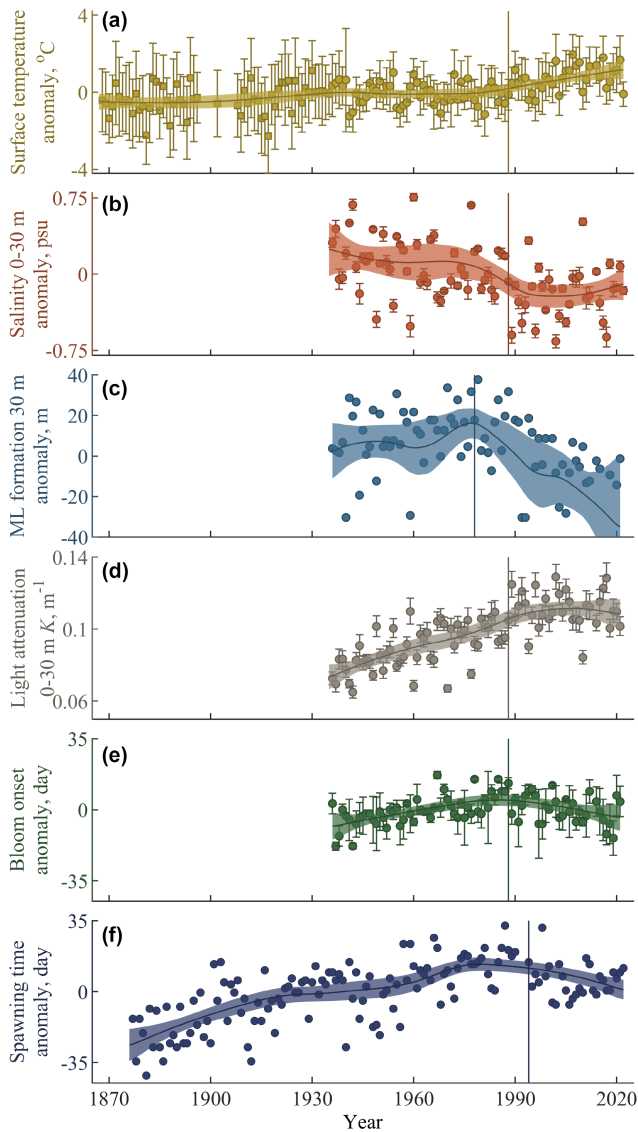 (a)
Surface temperature
anomaly, °C
4
0
-4
(b)
Salinity 0-30 m
anomaly, psu
0.75
0
-0.75
(c)
ML formation 30 m
anomaly, m
40
20
0
-20
-40
(d)
Light attenuation
0-30 m K, m⁻¹
0.14
0.1
0.06
(e)
Bloom onset
anomaly, day
35
0
-35
(f)
Spawning time
anomaly, day
35
0
-35
1870 1900 1930 1960 1990 2020
Year